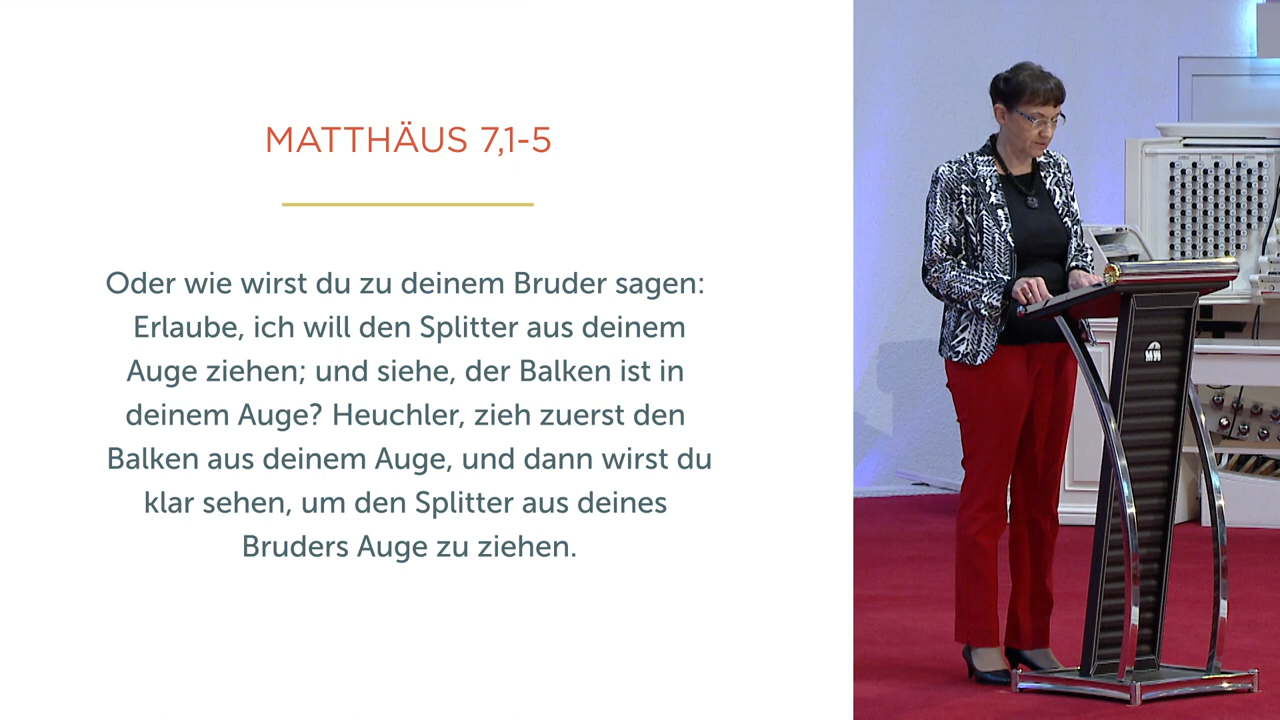 MATTHÄUS 7,1-5
Oder wie wirst du zu deinem Bruder sagen:
Erlaube, ich will den Splitter aus deinem
Auge ziehen; und siehe, der Balken ist in
deinem Auge? Heuchler, zieh zuerst den
Balken aus deinem Auge, und dann wirst du
klar sehen, um den Splitter aus deines
Bruders Auge zu ziehen.
MW